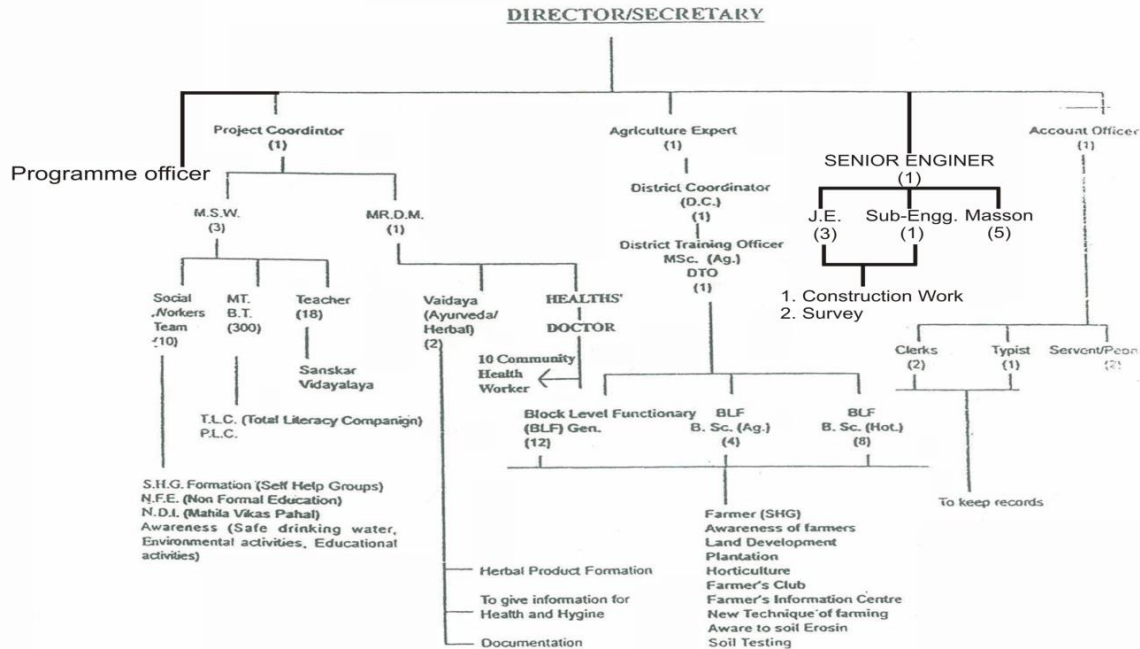 DIRECTOR/SECRETARY
Project Coordintor
(1)
Agriculture Expert
(1)
Account Officer
(1)
Programme officer
SENIOR ENGINER
(1)
M.S.W.
(3)
MR.D.M.
(1)
District Coordinator
(D.C.)
(1)
J.E.
(3)
Sub-Engg.
(1)
Masson
(5)
District Training Officer
MSc. (Ag.)
DTO
(1)
1. Construction Work
2. Survey
Social
Workers
Team
(10)
MT.
B.T.
(300)
Teacher
(18)
Sanskar
Vidayalaya
Vaidaya
(Ayurveda/
Herbal)
(2)
HEALTHS'
DOCTOR
10 Community
Health
Worker
Clerks
(2)
Typist
(1)
Servent/Peon
(2)
T.L.C. (Total Literacy Companign)
P.L.C.
Block Level Functionary
(BLF) Gen.
(12)
BLF
B. Sc. (Ag.)
(4)
BLF
B. Sc. (Hot.)
(8)
To keep records
S.H.G. Formation (Self Help Groups)
N.F.E. (Non Formal Education)
N.D.I. (Mahila Vikas Pahal)
Awareness (Safe drinking water,
Environmental activities, Educational
activities)
Herbal Product Formation
To give information for
Health and Hygine
Documentation
Farmer (SHG)
Awareness of farmers
Land Development
Plantation
Horticulture
Farmer's Club
Farmer's Information Centre
New Technique of farming
Aware to soil Erosin
Soil Testing